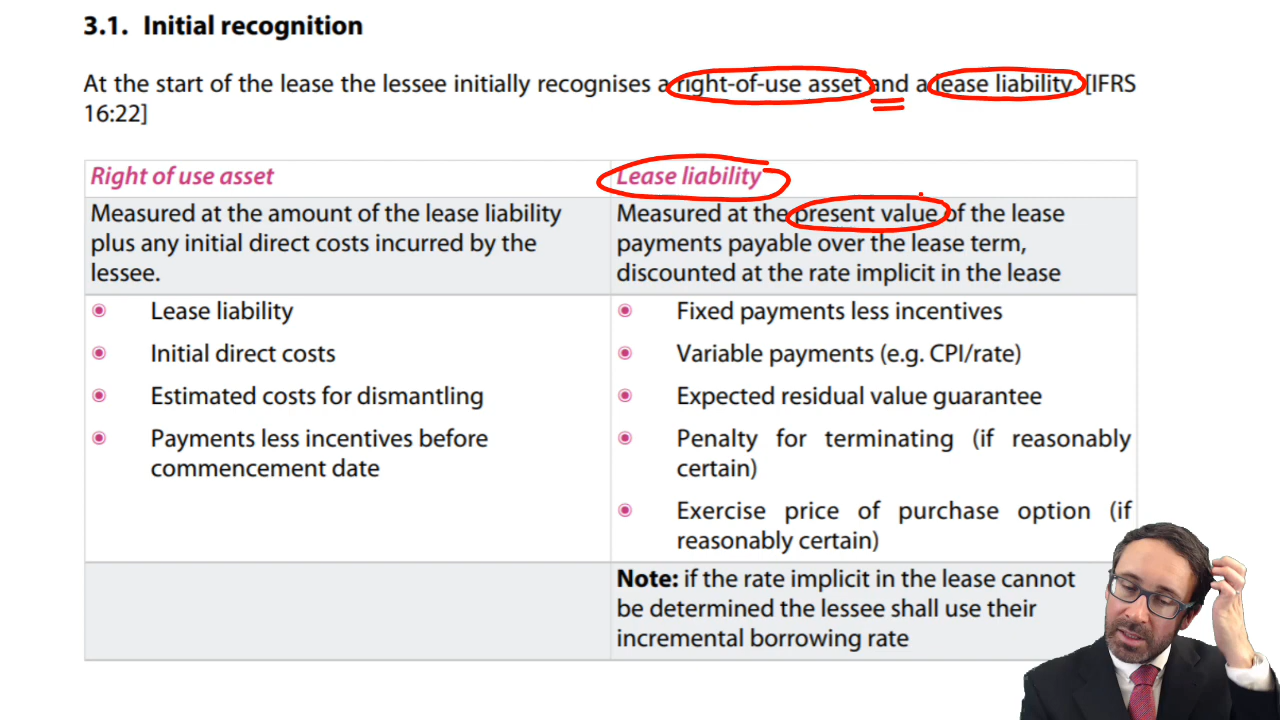 3.1. Initial recognition
At the start of the lease the lessee initially recognises a right-of-use asset and a lease liability. [IFRS
16:22]
Right of use asset
Lease liability
Measured at the amount of the lease liability
plus any initial direct costs incurred by the
lessee.
Measured at the present value of the lease
payments payable over the lease term,
discounted at the rate implicit in the lease
Lease liability
Initial direct costs
Estimated costs for dismantling
Payments less incentives before
commencement date
Fixed payments less incentives
Variable payments (e.g. CPI/rate)
Expected residual value guarantee
Penalty for terminating (if reasonably
certain)
Exercise price of purchase option (if
reasonably certain)
Note: if the rate implicit in the lease cannot
be determined the lessee shall use their
incremental borrowing rate